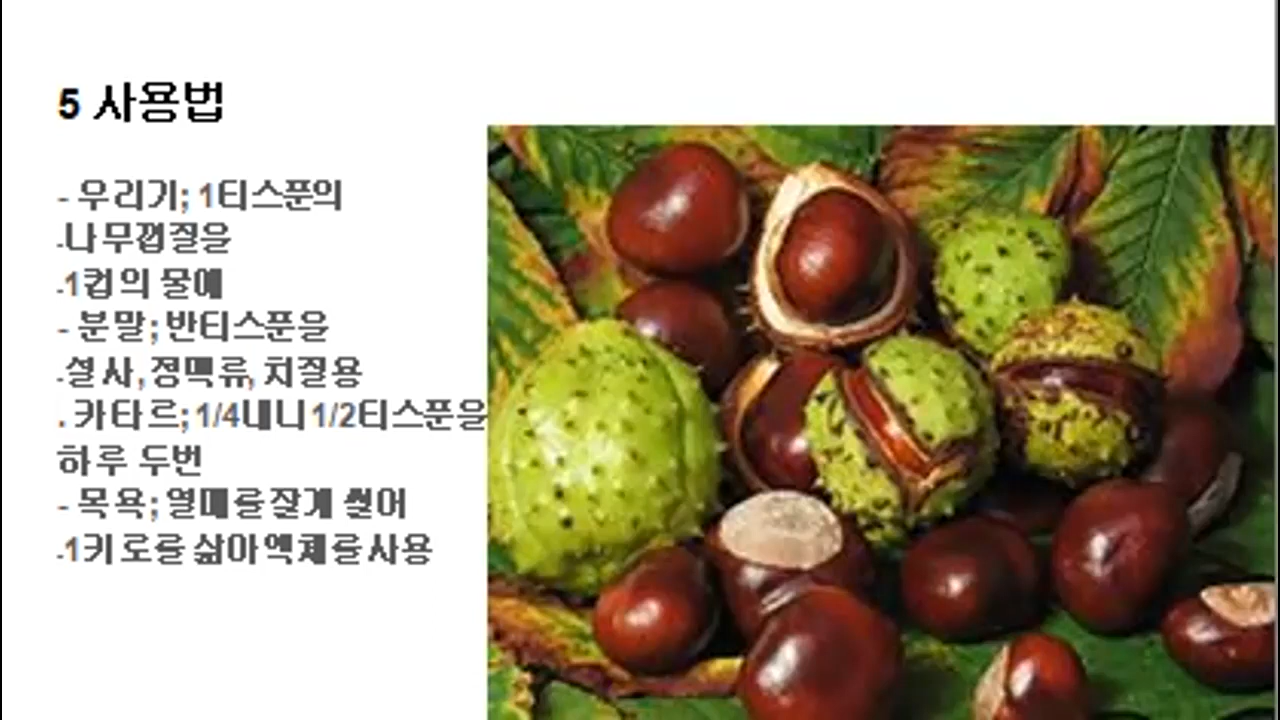 5 사용법
- 우리기; 1티스푼의
-나무껍질을
-1컵의 물에
- 분말; 반티스푼을
-설사, 정맥류, 치질용
. 카타르; 1/4내니 1/2티스푼을
하루 두번
- 목욕; 열매를 잘게 썰어
-1키로를 삶아 액체를 사용